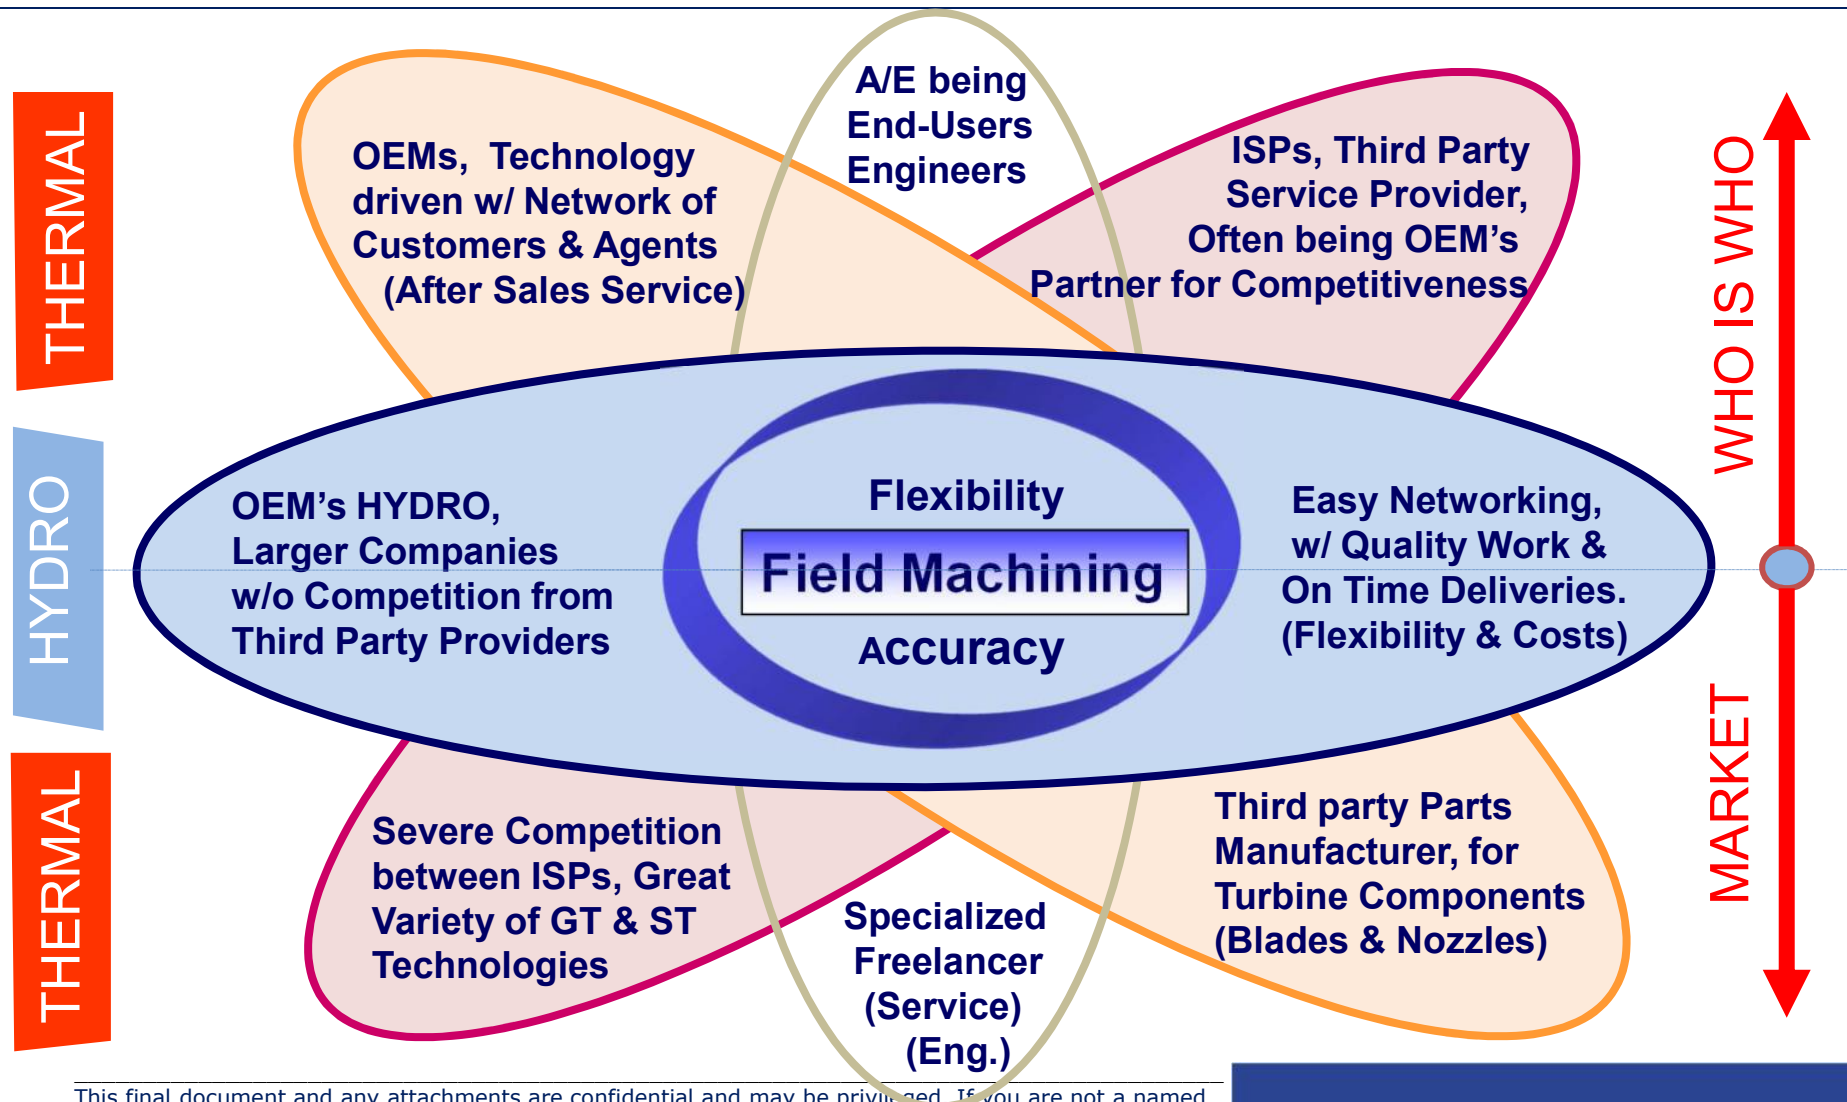 THERMAL
HYDRO
THERMAL
OEMs, Technology
driven w/ Network of
Customers & Agents
(After Sales Service)
A/E being
End-Users
Engineers
ISPs, Third Party
Service Provider,
Often being OEM's
Partner for Competitiveness
OEM's HYDRO,
Larger Companies
w/o Competition from
Third Party Providers
Flexibility
Field Machining
Accuracy
Easy Networking,
w/ Quality Work &
On Time Deliveries.
(Flexibility & Costs)
Severe Competition
between ISPs, Great
Variety of GT & ST
Technologies
Specialized
Freelancer
(Service)
(Eng.)
Third party Parts
Manufacturer, for
Turbine Components
(Blades & Nozzles)
WHO IS WHO
MARKET
This final document and any attachments are confidential and may be privileged. If you are not a named